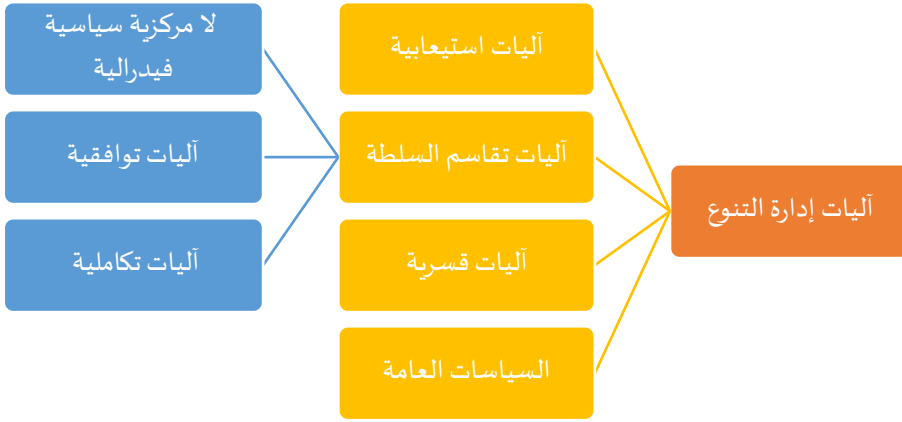 آليات إدارة التنوع
آليات استيعابية
آليات تقاسم السلطة
آليات قسرية
السياسات العامة
لا مركزية سياسية
فيدرالية
آليات توافقية
آليات تكاملية